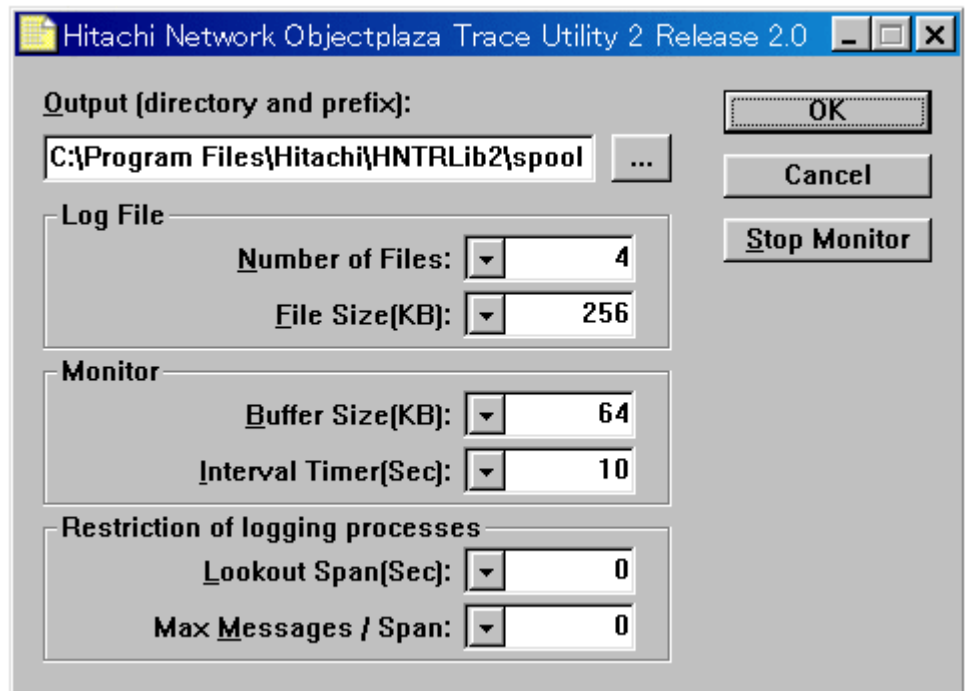 Hitachi Network Objectplaza Trace Utility 2 Release 2.0
Output (directory and prefix):
C:\Program Files\Hitachi\HNTRLib2\spool
...
OK
Cancel
Stop Monitor
Log File
Number of Files: 4
File Size(KB): 256
Monitor
Buffer Size(KB): 64
Interval Timer(Sec): 10
Restriction of logging processes
Lookout Span(Sec): 0
Max Messages / Span: 0